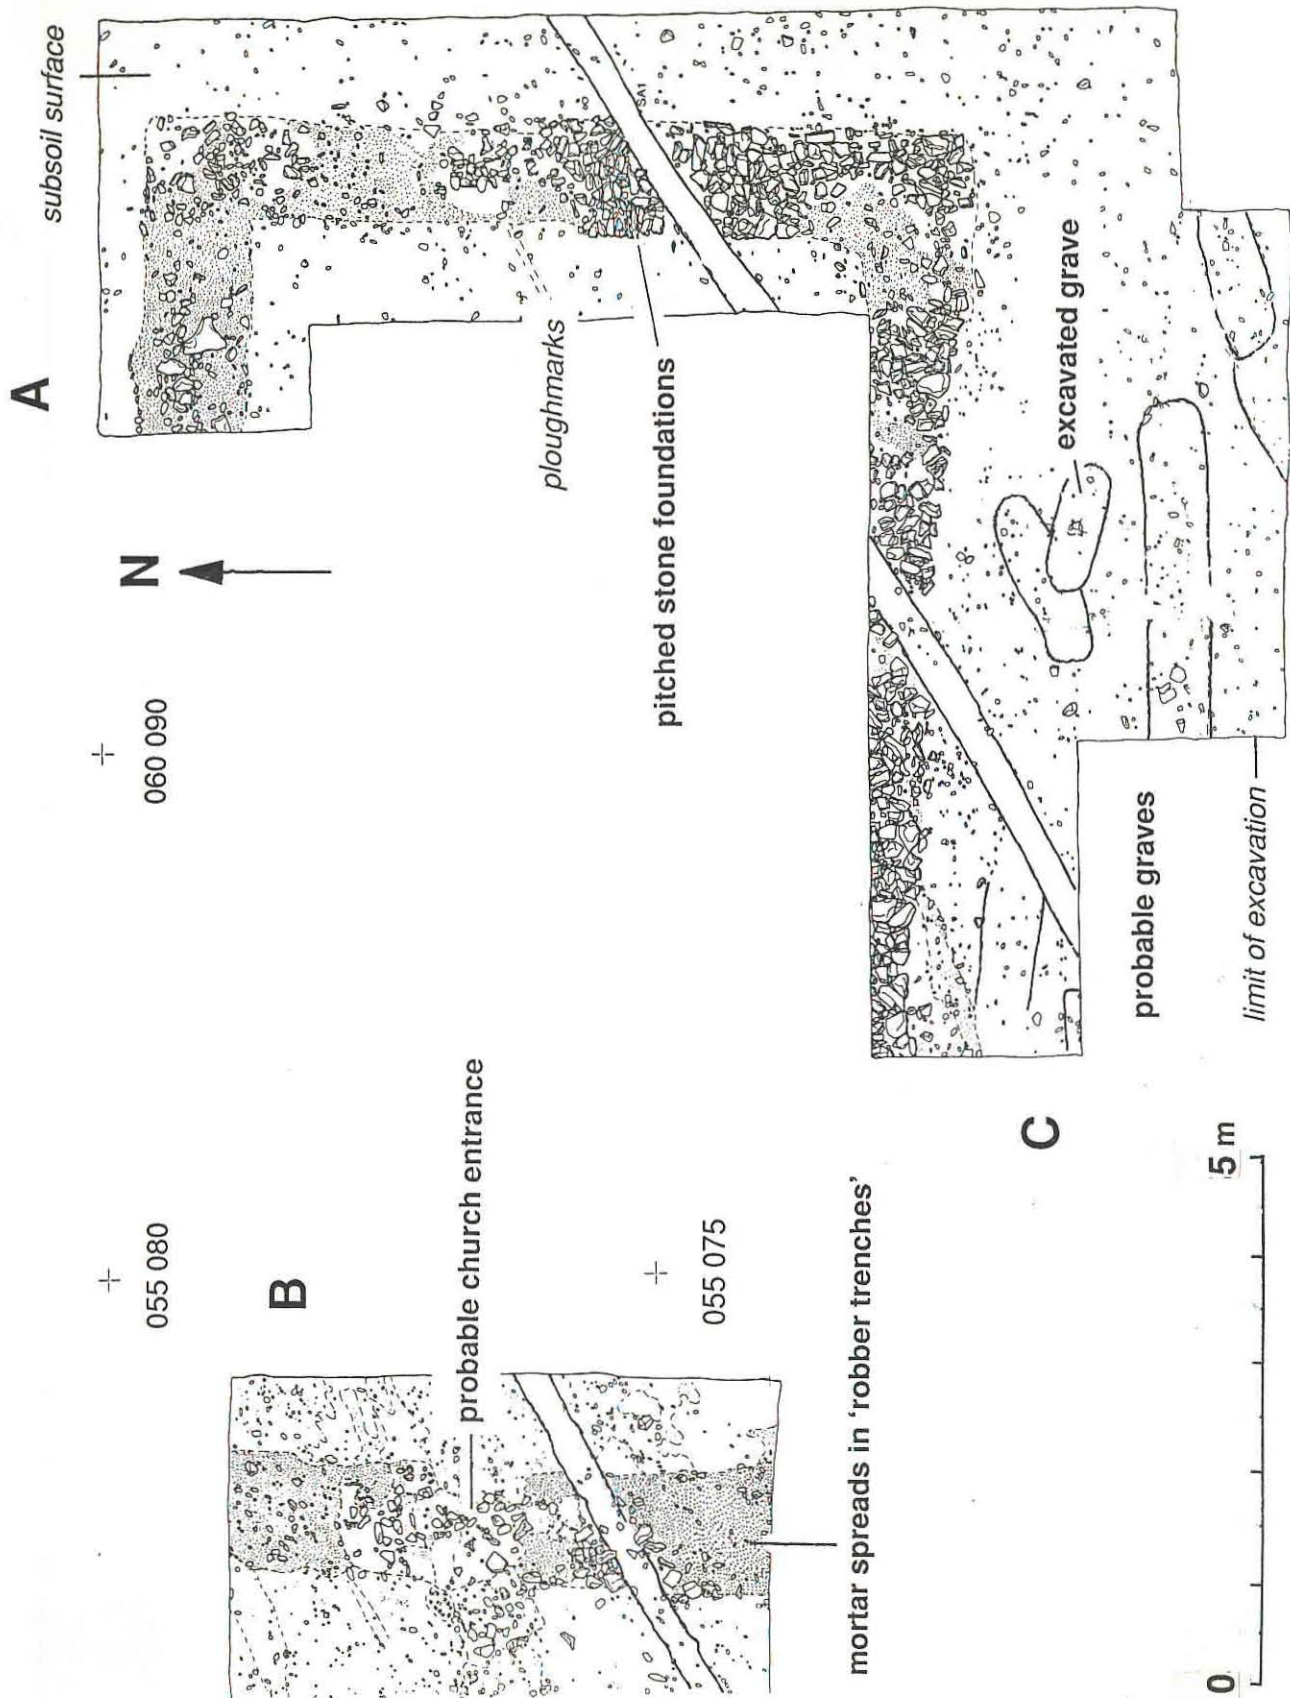 A
subsoil surface
SA1
N
ploughmarks
pitched stone foundations
excavated grave
060 090
probable graves
limit of excavation
055 080
B
probable church entrance
055 075
C
mortar spreads in ‘robber trenches’
0 5 m